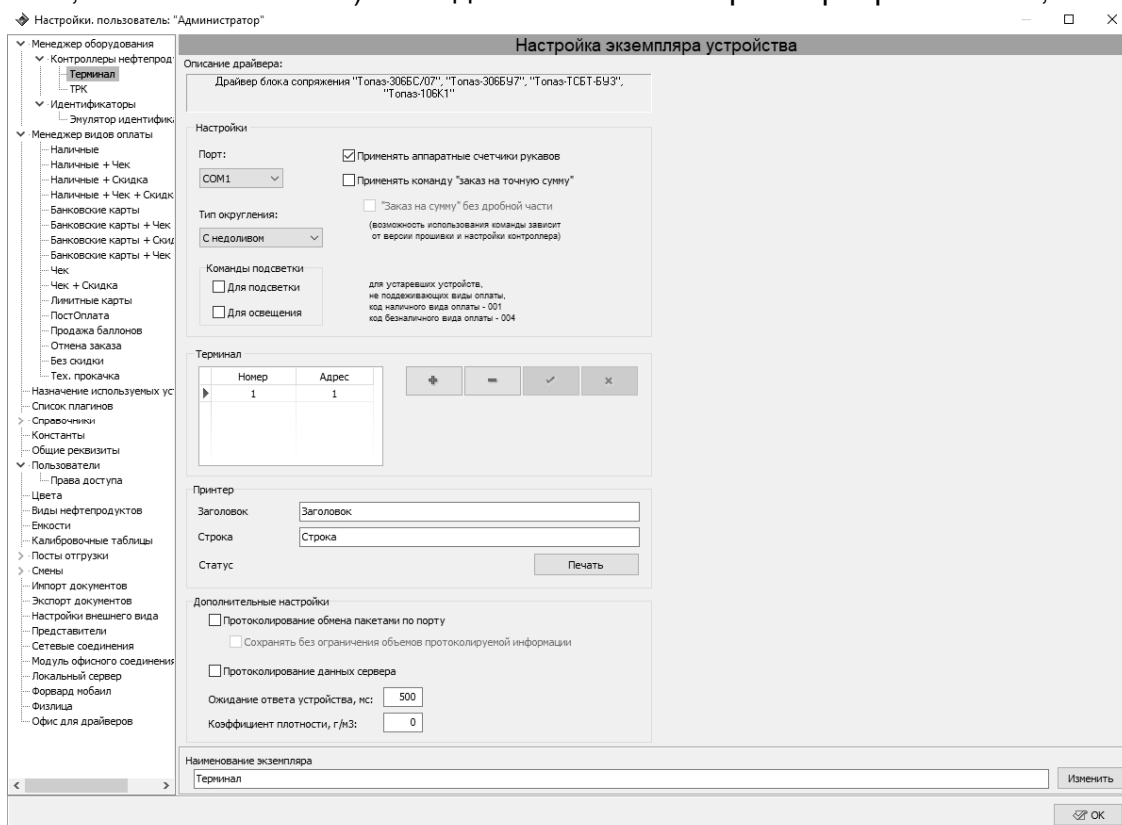 Настройки. пользователь: "Администратор"
Менеджер оборудования
Контроллеры нефтепрод
Терминал
ТРК
Идентификаторы
Эмулятор идентифик
Менеджер видов оплаты
Наличные
Наличные + Чек
Наличные + Скидка
Наличные + Чек + Скидк
Банковские карты
Банковские карты + Чек
Банковские карты + Скид
Банковские карты + Чек
Чек
Чек + Скидка
Лимитные карты
ПостОплата
Продажа баллонов
Отмена заказа
Без скидки
Тех. прокачка
Назначение используемых ус
Список плагинов
Справочники
Константы
Общие реквизиты
Пользователи
Права доступа
Цвета
Виды нефтепродуктов
Емкости
Калибровочные таблицы
Посты отгрузки
Смены
Импорт документов
Экспорт документов
Настройки внешнего вида
Представители
Сетевые соединения
Модуль офисного соединения
Локальный сервер
Форвард мобаил
Физлица
Офис для драйверов
Настройка экземпляра устройства
Описание драйвера:
Драйвер блока сопряжения "Топаз-306БС/07", "Топаз-306БУ7", "Топаз-ТСБТ-БУ3",
"Топаз-106К1"
Настройки
Порт:
COM1
Применять аппаратные счетчики рукавов
Применять команду "заказ на точную сумму"
"Заказ на сумму" без дробной части
(возможность использования команды зависит
от версии прошивки и настройки контроллера)
Тип округления:
С недоливом
Команды подсветки
Для подсветки
Для освещения
для устаревших устройств,
не поддеживающих виды оплаты,
код наличного вида оплаты - 001
код безналичного вида оплаты - 004
Терминал
Номер Адрес
1 1
Принтер
Заголовок Заголовок
Строка Строка
Статус Печать
Дополнительные настройки
Протоколирование обмена пакетами по порту
Сохранять без ограничения объемов протоколируемой информации
Протоколирование данных сервера
Ожидание ответа устройства, мс: 500
Коэффициент плотности, г/м3: 0
Наименование экземпляра
Терминал Изменить
ОК